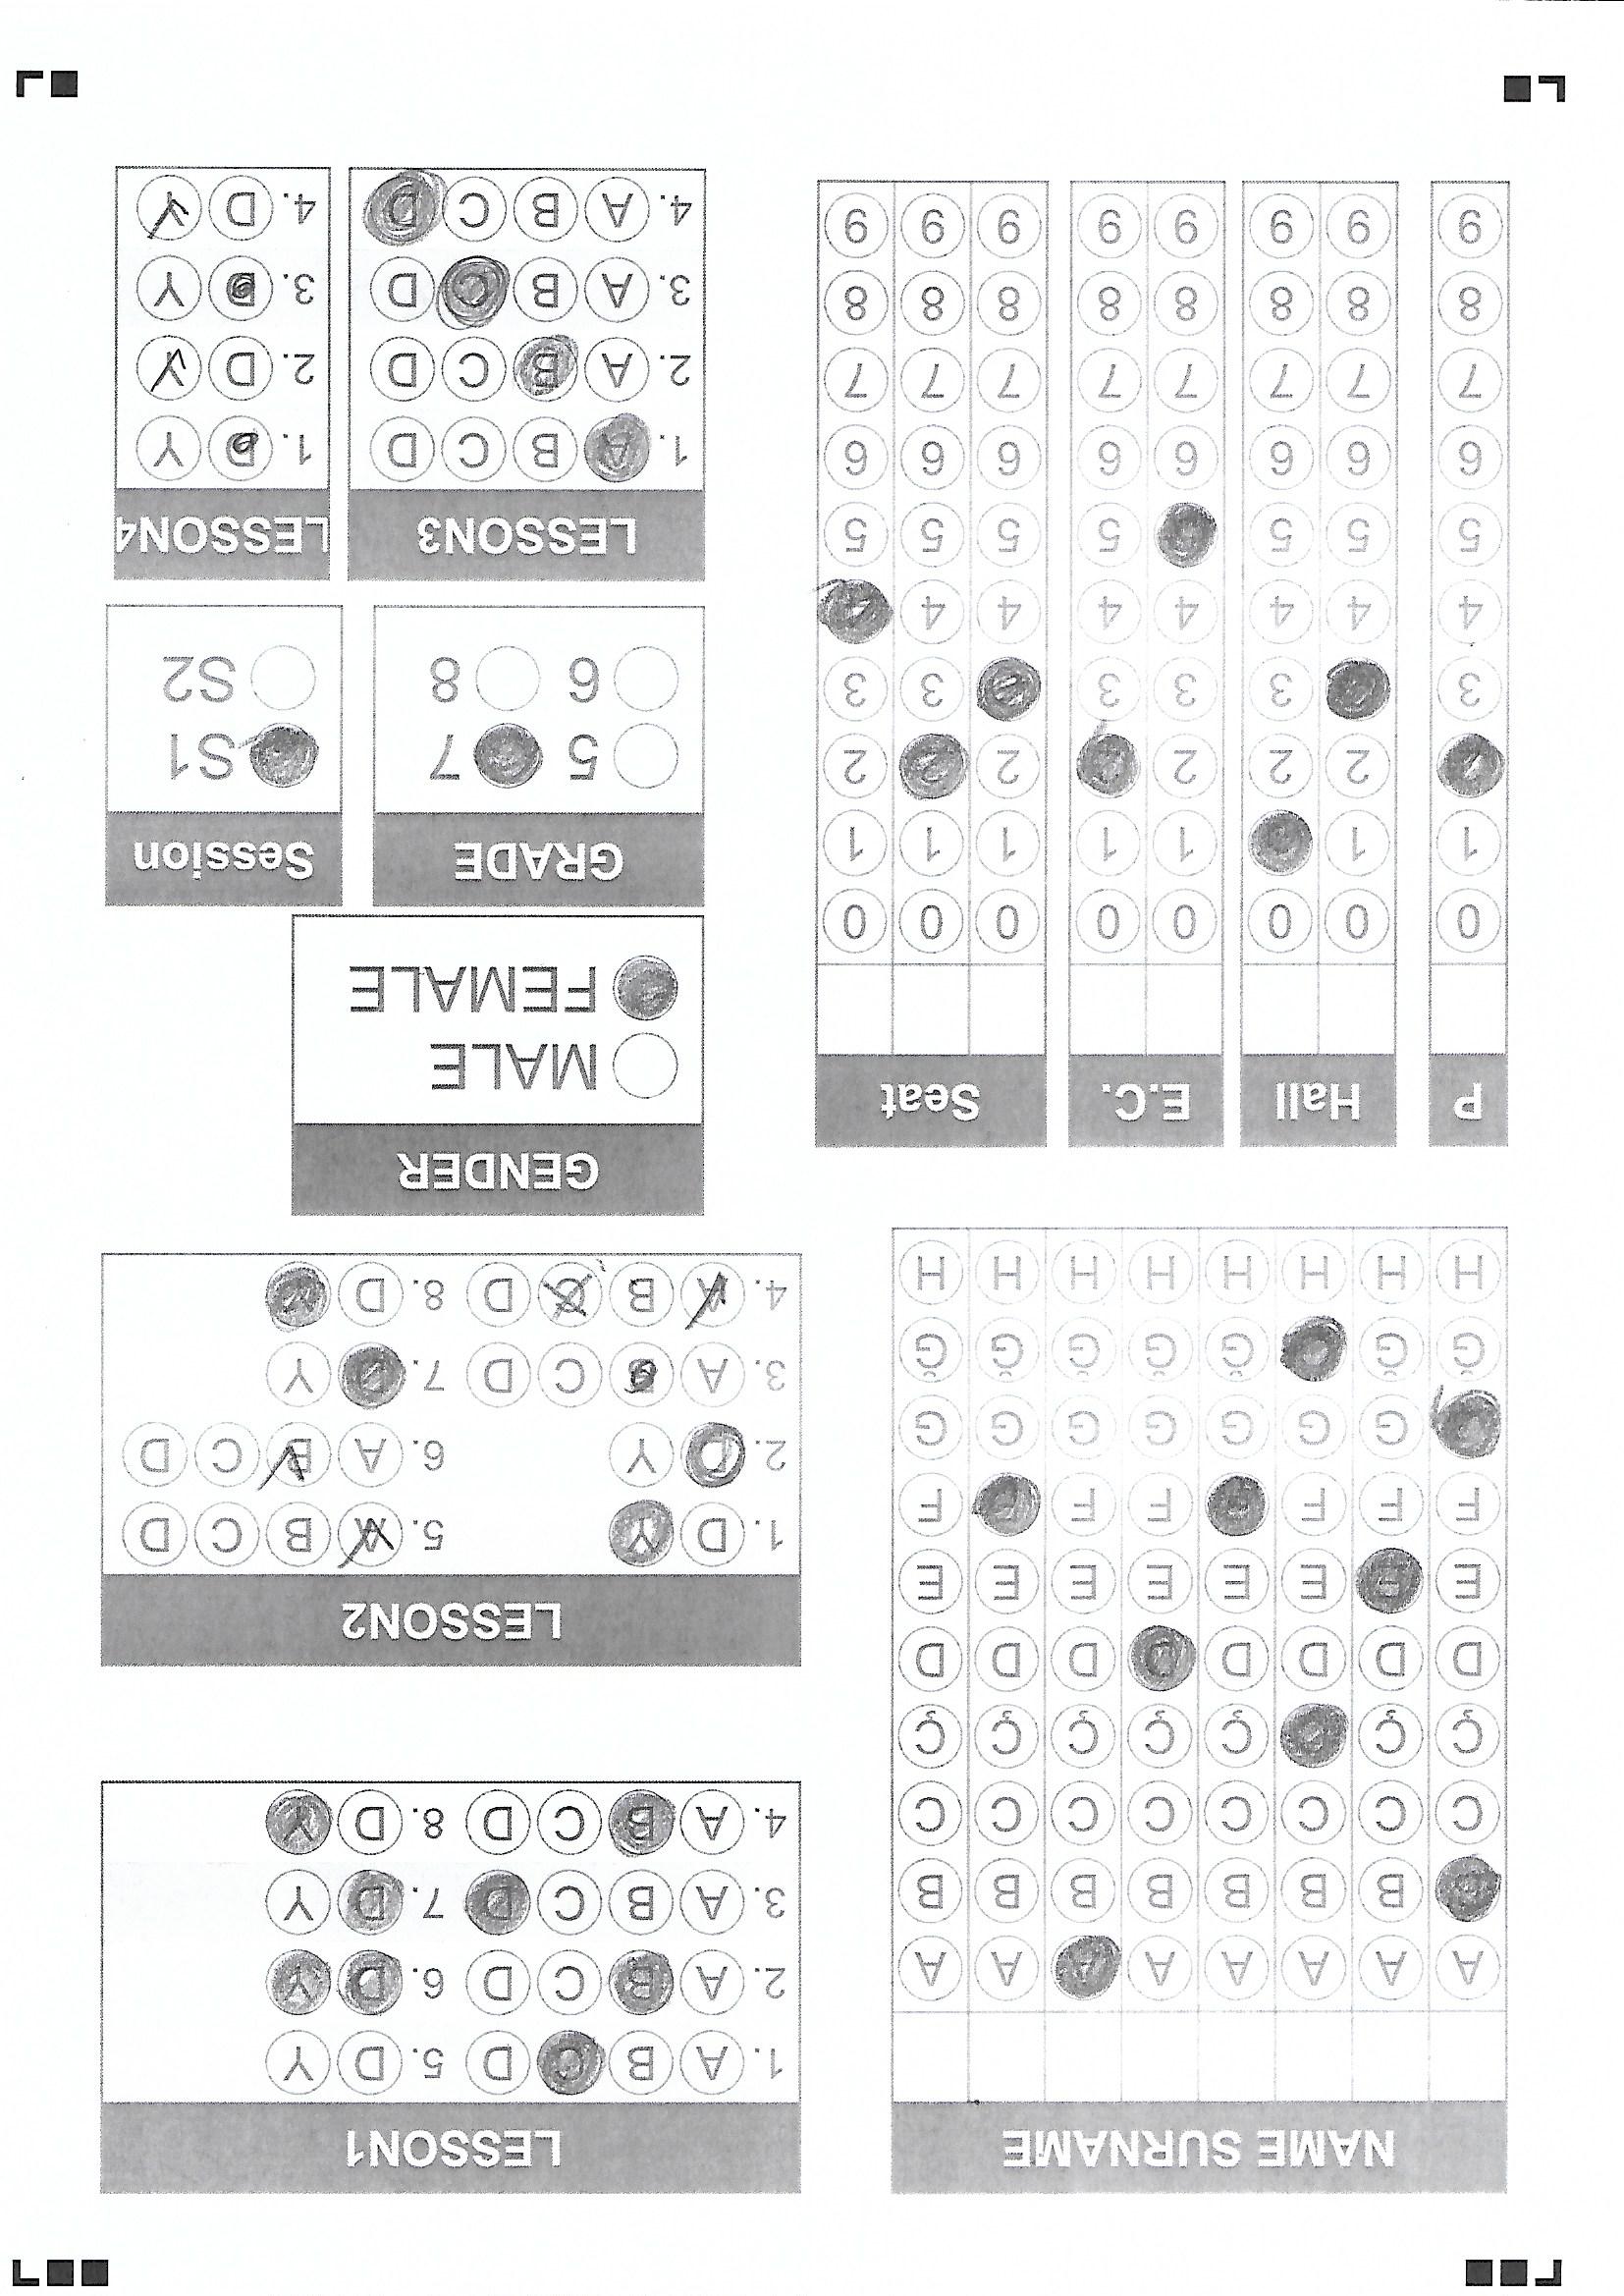 NAME SURNAME
A A A A A A A A
B B B B B B B
C C C C C C C C
Ç Ç Ç Ç Ç Ç Ç
D D D D D D D D
E E E E E E E E
F F F F F F
G G G G G G G
Ğ Ğ Ğ Ğ Ğ Ğ Ğ
H H H H H H H H
LESSON1
1. A B C D 5. D Y
2. A B C D 6. D Y
3. A B C D 7. D Y
4. A B C D 8. D Y
LESSON2
1. D Y 5. A B C D
2. D Y 6. A B C D
3. A C D 7. Y
4. A B C D 8. D
P
0
1
3
4
5
6
7
8
9
Hall
0 0
1
2 2
3
4 4
5 5
6 6
7 7
8 8
9 9
E.C.
0 0
1 1
2
3 3
4 4
5
6 6
7 7
8 8
9 9
Seat
0 0 0
1 1 1
2 2 2
3 3
4 4 4
5 5 5
6 6 6
7 7 7
8 8 8
9 9 9
GENDER
MALE
FEMALE
GRADE
5 7
6 8
Session
S1
S2
LESSON3
1. A B C D
2. A B C D
3. A B C D
4. A B C D
LESSON4
1. D Y
2. D Y
3. D Y
4. D Y